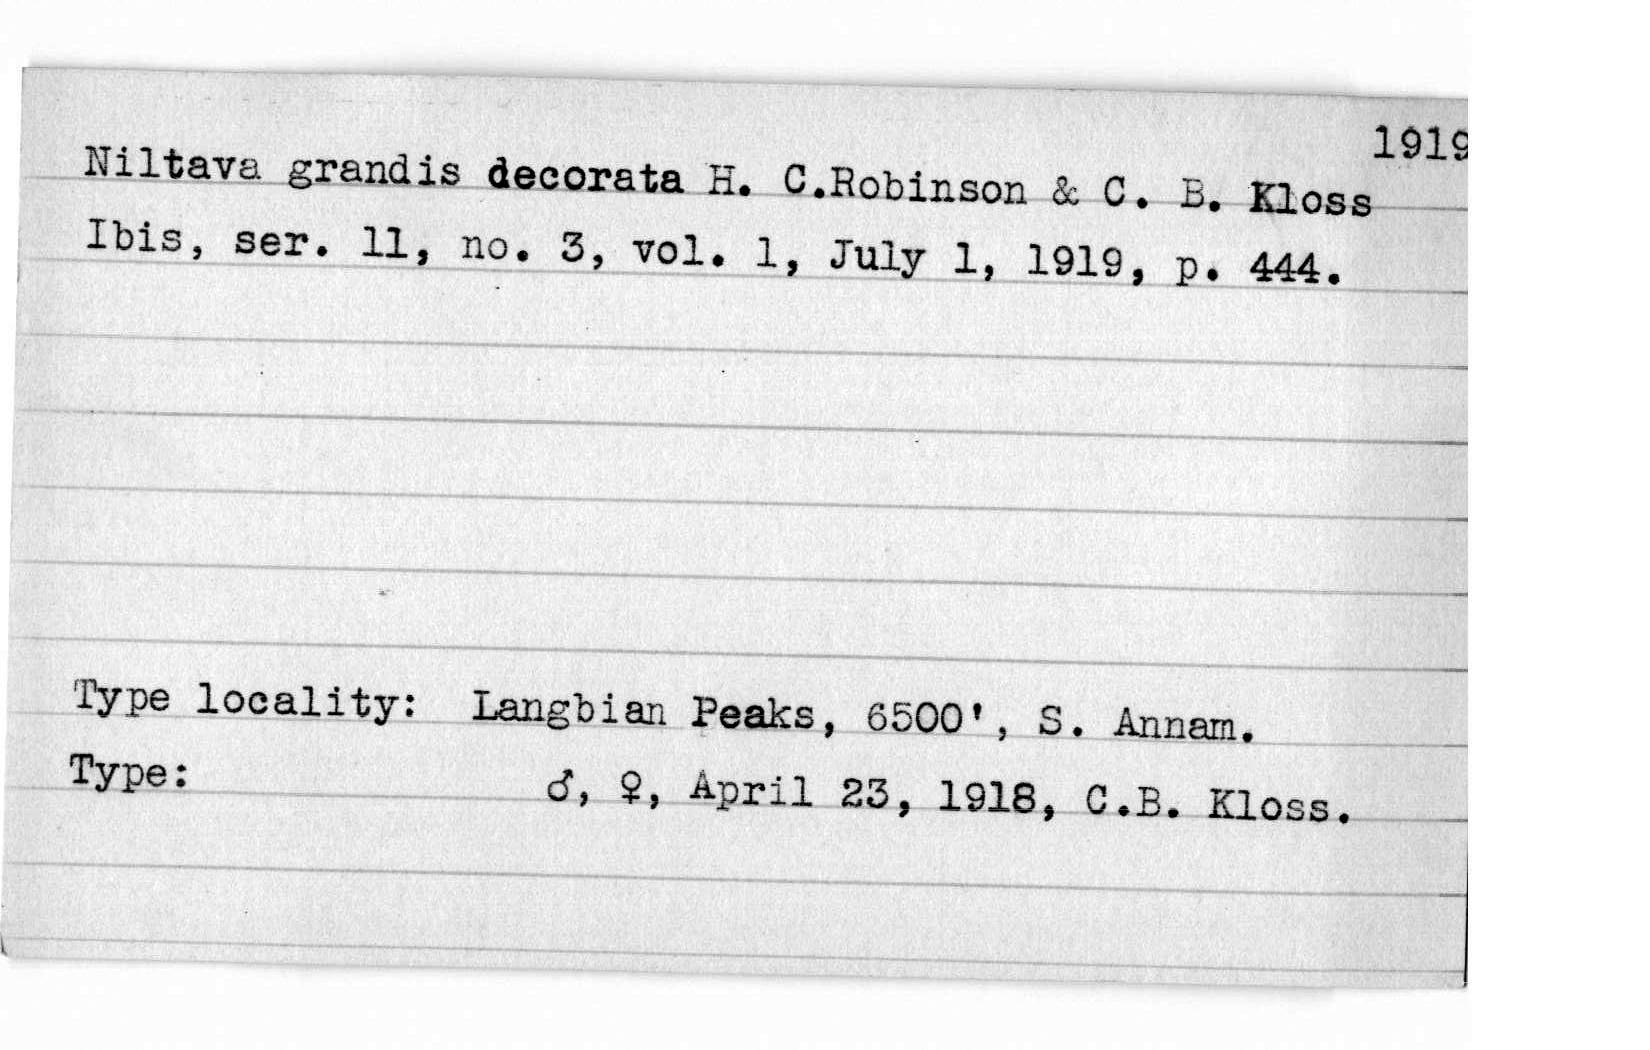 1919
Niltava grandis decorata H. C.Robinson & C. B. Kloss
Ibis, ser. 11, no. 3, vol. 1, July 1, 1919, p. 444.
Type locality: Langbian Peaks, 6500', S. Annam.
Type: ♂, ♀, April 23, 1918, C.B. Kloss.